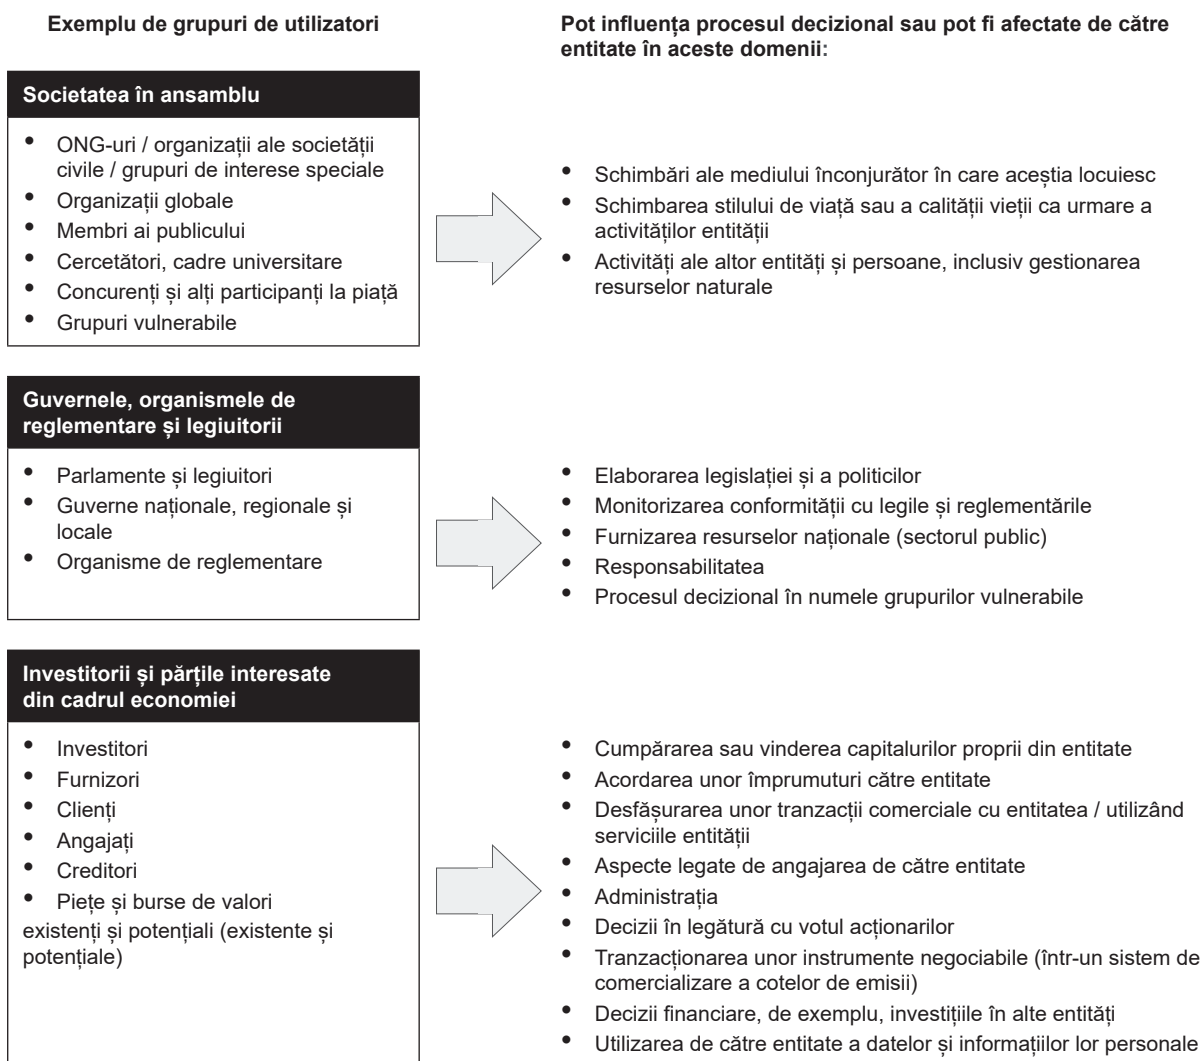 Exemplu de grupuri de utilizatori
Pot influența procesul decizional sau pot fi afectate de către
entitate în aceste domenii:
Societatea în ansamblu
• ONG-uri / organizații ale societății
civile / grupuri de interese speciale
• Organizații globale
• Membri ai publicului
• Cercetători, cadre universitare
• Concurenți și alți participanți la piață
• Grupuri vulnerabile
• Schimbări ale mediului înconjurător în care aceștia locuiesc
• Schimbarea stilului de viață sau a calității vieții ca urmare a
activităților entității
• Activități ale altor entități și persoane, inclusiv gestionarea
resurselor naturale
Guvernele, organismele de
reglementare și legiuitorii
• Parlamente și legiuitori
• Guverne naționale, regionale și
locale
• Organisme de reglementare
• Elaborarea legislației și a politicilor
• Monitorizarea conformității cu legile și reglementările
• Furnizarea resurselor naționale (sectorul public)
• Responsabilitatea
• Procesul decizional în numele grupurilor vulnerabile
Investitorii și părțile interesate
din cadrul economiei
• Investitori
• Furnizori
• Clienți
• Angajați
• Creditori
• Piețe și burse de valori
existenți și potențiali (existente și
potențiale)
• Cumpărarea sau vinderea capitalurilor proprii din entitate
• Acordarea unor împrumuturi către entitate
• Desfășurarea unor tranzacții comerciale cu entitatea / utilizând
serviciile entității
• Aspecte legate de angajarea de către entitate
• Administrația
• Decizii în legătură cu votul acționarilor
• Tranzacționarea unor instrumente negociabile (într-un sistem de
comercializare a cotelor de emisii)
• Decizii financiare, de exemplu, investițiile în alte entități
• Utilizarea de către entitate a datelor și informațiilor lor personale